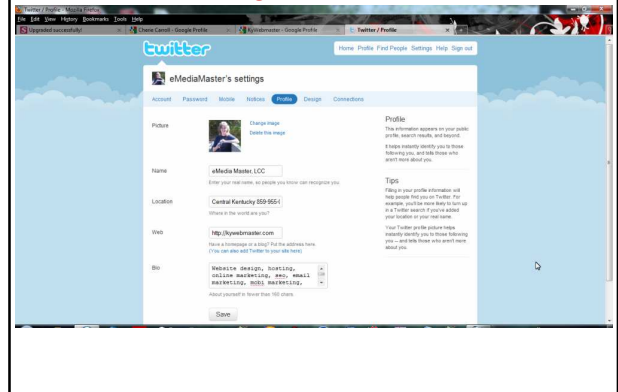 Twitter / Profile - Mozilla Firefox
File Edit View History Bookmarks Tools Help
Upgraded successfully! Cherie Carroll - Google Profile KyWebmaster - Google Profile Twitter / Profile
twitter
Home Profile Find People Settings Help Sign out
eMediaMaster's settings
Account Password Mobile Notices Profile Design Connections
Picture
Change image
Delete this image
Name
eMedia Master, LCC
Enter your real name, so people you know can recognize you.
Location
Central Kentucky 859-955-
Where in the world are you?
Web
http://kywebmaster.com
Have a homepage or a blog? Put the address here.
(You can also add Twitter to your site here)
Bio
Website design, hosting,
online marketing, seo, email
marketing, mobi marketing,
About yourself in fewer than 160 chars.
Save
Profile
This information appears on your public
profile, search results, and beyond.
It helps instantly identify you to those
following you, and tells those who
aren't more about you.
Tips
Filling in your profile information will
help people find you on Twitter. For
example, you'll be more likely to turn up
in a Twitter search if you've added
your location or your real name.
Your Twitter profile picture helps
instantly identify you to those following
you -- and tells those who aren't more
about you.